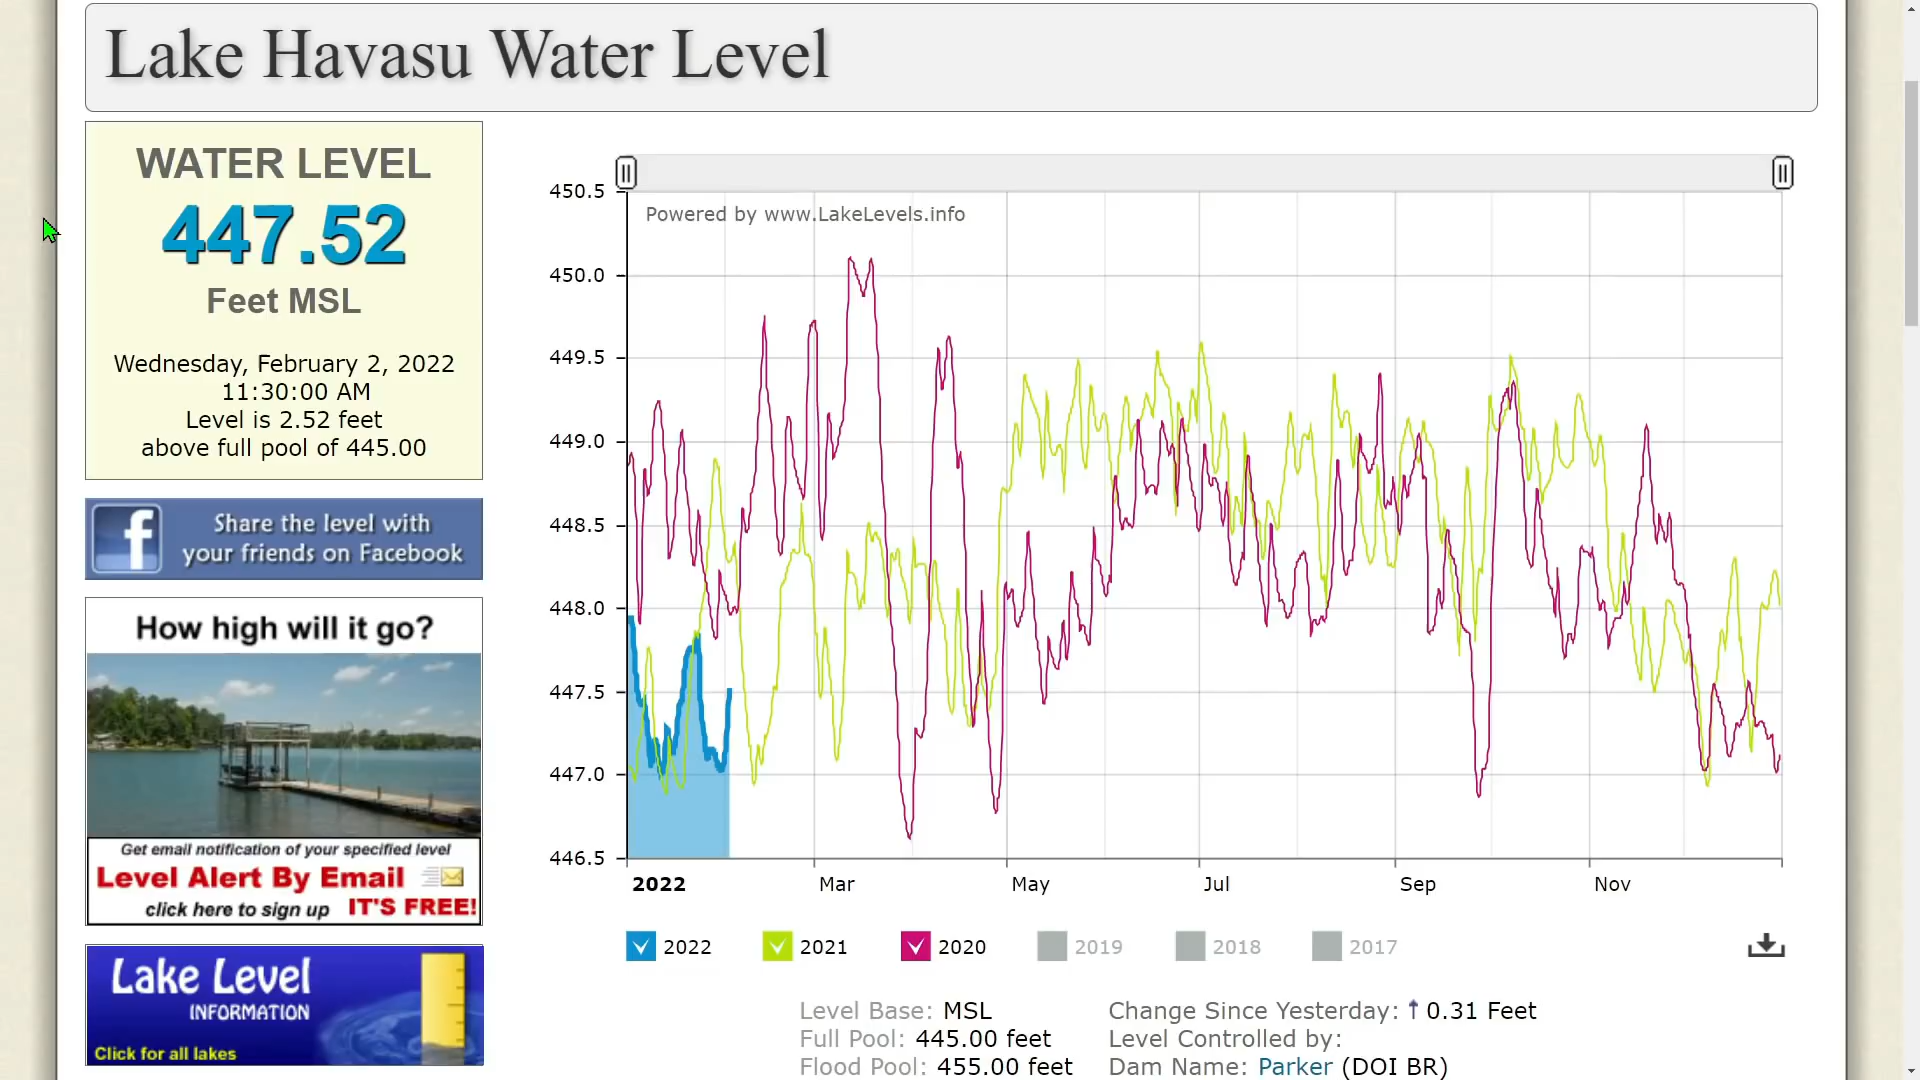 Lake Havasu Water Level
WATER LEVEL
447.52
Feet MSL
Wednesday, February 2, 2022
11:30:00 AM
Level is 2.52 feet
above full pool of 445.00
Share the level with
your friends on Facebook
How high will it go?
Get email notification of your specified level
Level Alert By Email
click here to sign up IT'S FREE!
Lake Level
INFORMATION
Click for all lakes
Powered by www.LakeLevels.info
450.5
450.0
449.5
449.0
448.5
448.0
447.5
447.0
446.5
2022 Mar May Jul Sep Nov
2022 2021 2020 2019 2018 2017
Level Base: MSL
Full Pool: 445.00 feet
Flood Pool: 455.00 feet
Change Since Yesterday: ↑ 0.31 Feet
Level Controlled by:
Dam Name: Parker (DOI BR)